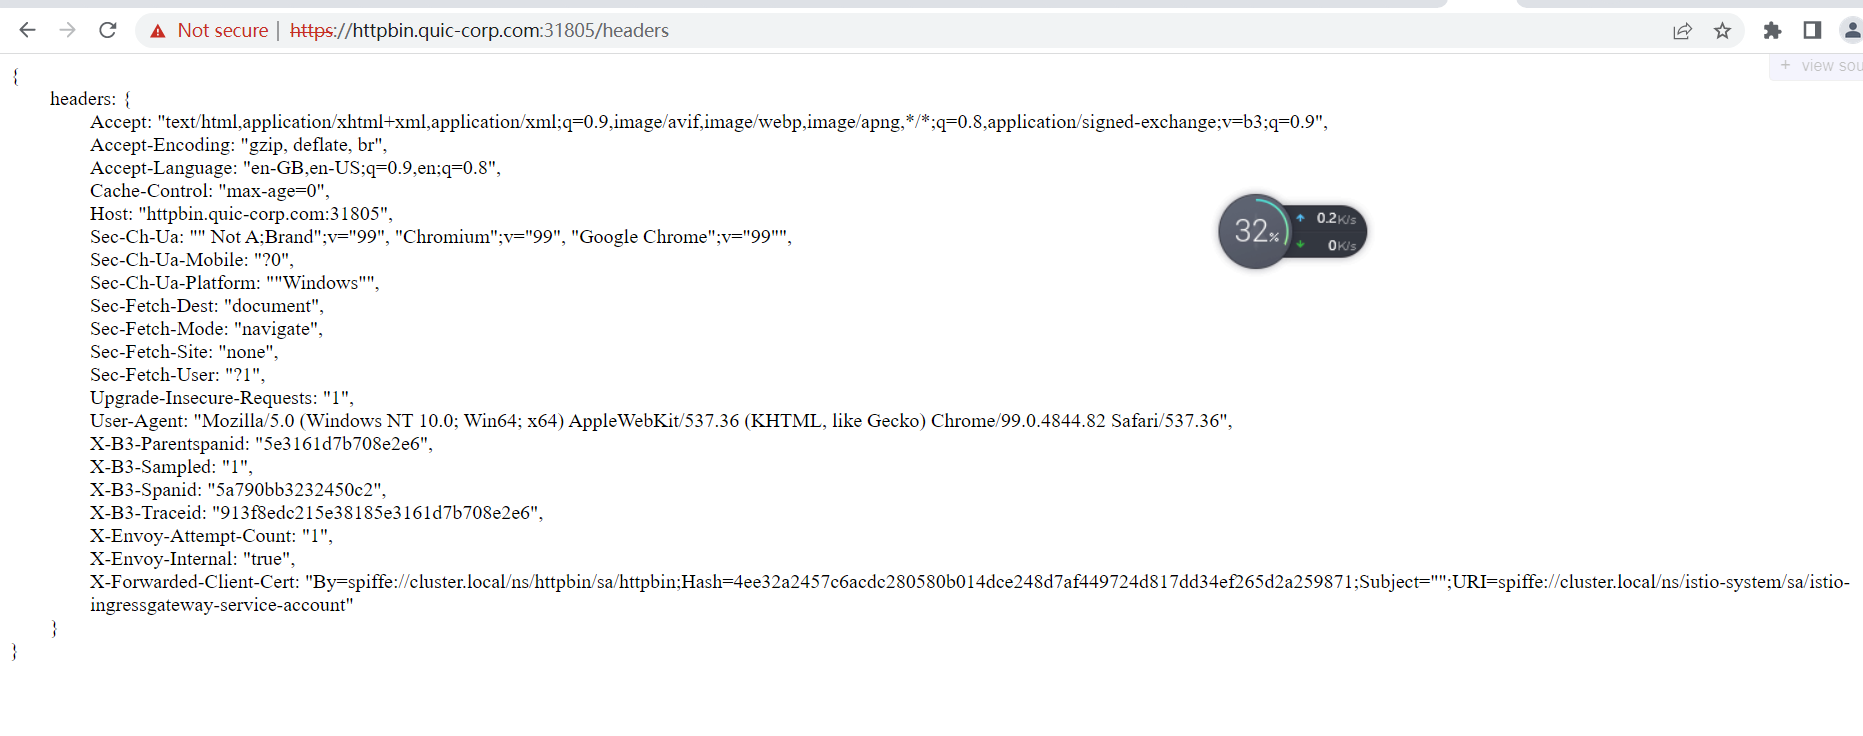 Not secure | https://httpbin.quic-corp.com:31805/headers
+ view sou
{
headers: {
Accept: "text/html,application/xhtml+xml,application/xml;q=0.9,image/avif,image/webp,image/apng,*/*;q=0.8,application/signed-exchange;v=b3;q=0.9",
Accept-Encoding: "gzip, deflate, br",
Accept-Language: "en-GB,en-US;q=0.9,en;q=0.8",
Cache-Control: "max-age=0",
Host: "httpbin.quic-corp.com:31805",
Sec-Ch-Ua: "" Not A;Brand";v="99", "Chromium";v="99", "Google Chrome";v="99"",
Sec-Ch-Ua-Mobile: "?0",
Sec-Ch-Ua-Platform: ""Windows"",
Sec-Fetch-Dest: "document",
Sec-Fetch-Mode: "navigate",
Sec-Fetch-Site: "none",
Sec-Fetch-User: "?1",
Upgrade-Insecure-Requests: "1",
User-Agent: "Mozilla/5.0 (Windows NT 10.0; Win64; x64) AppleWebKit/537.36 (KHTML, like Gecko) Chrome/99.0.4844.82 Safari/537.36",
X-B3-Parentspanid: "5e3161d7b708e2e6",
X-B3-Sampled: "1",
X-B3-Spanid: "5a790bb3232450c2",
X-B3-Traceid: "913f8edc215e38185e3161d7b708e2e6",
X-Envoy-Attempt-Count: "1",
X-Envoy-Internal: "true",
X-Forwarded-Client-Cert: "By=spiffe://cluster.local/ns/httpbin/sa/httpbin;Hash=4ee32a2457c6acdc280580b014dce248d7af449724d817dd34ef265d2a259871;Subject="";URI=spiffe://cluster.local/ns/istio-system/sa/istio-
ingressgateway-service-account"
}
}
32%
0.2K/s
0K/s